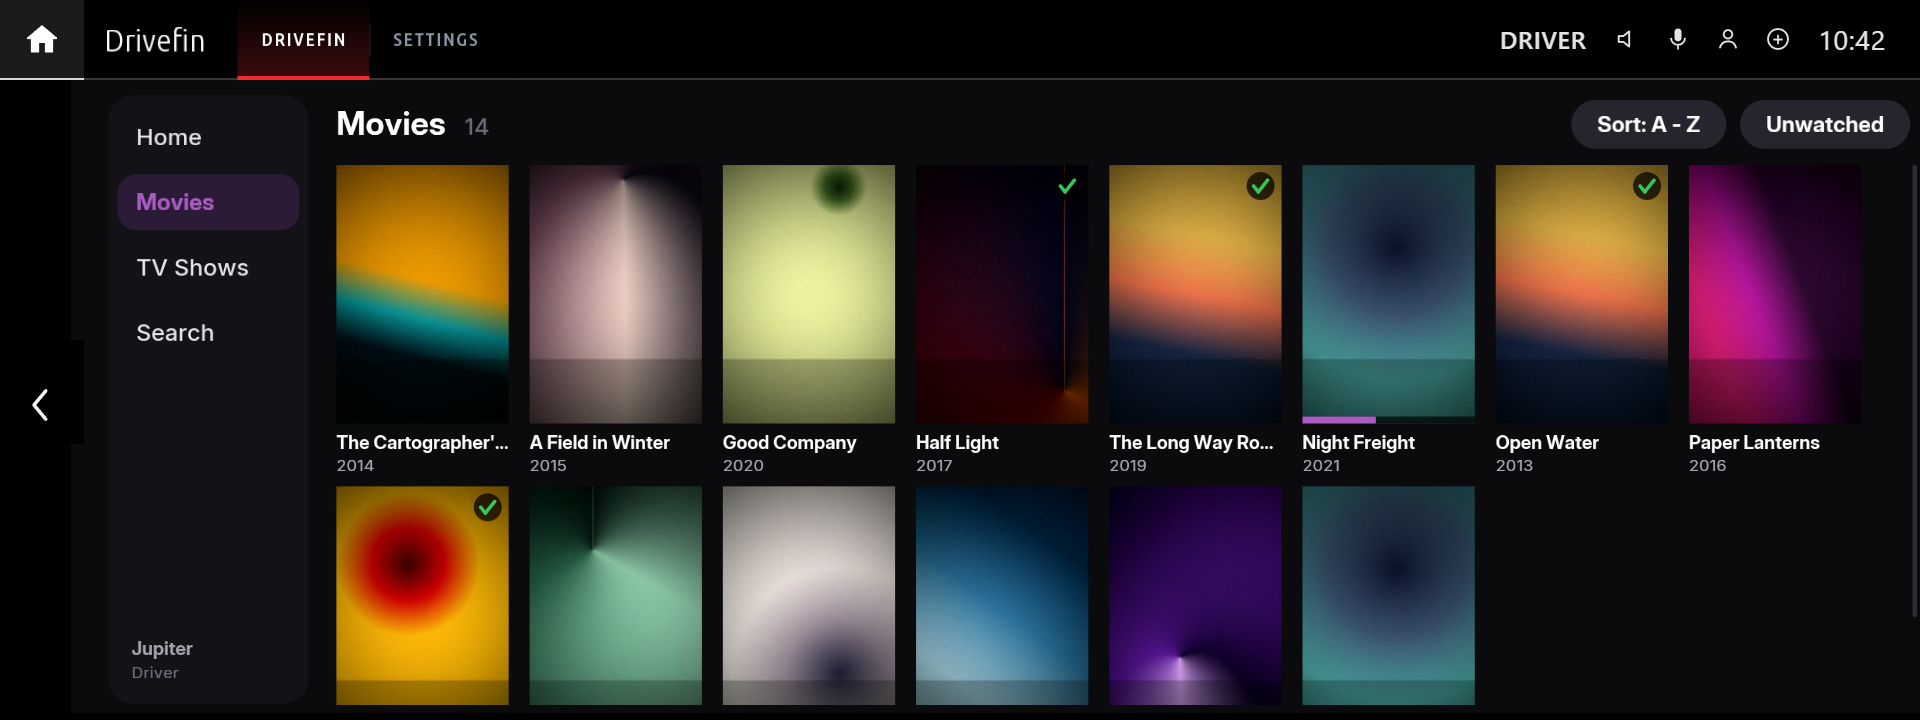 Drivefin
DRIVEFIN
SETTINGS
DRIVER
10:42
Home
Movies
TV Shows
Search
Jupiter
Driver
Movies 14
Sort: A - Z
Unwatched
The Cartographer'...
2014
A Field in Winter
2015
Good Company
2020
Half Light
2017
The Long Way Ro...
2019
Night Freight
2021
Open Water
2013
Paper Lanterns
2016